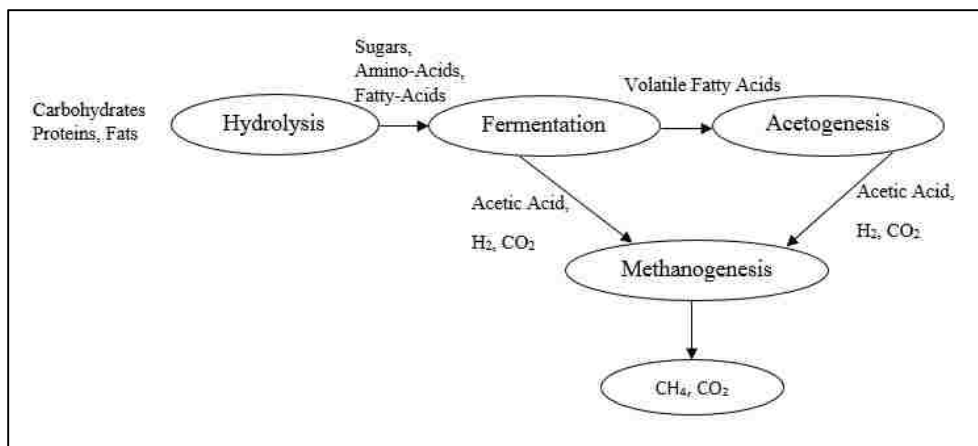 Sugars,
Amino-Acids,
Fatty-Acids
Carbohydrates
Proteins, Fats
Hydrolysis
Fermentation
Volatile Fatty Acids
Acetogenesis
Acetic Acid,
H₂, CO₂
Acetic Acid,
H₂, CO₂
Methanogenesis
CH₄, CO₂